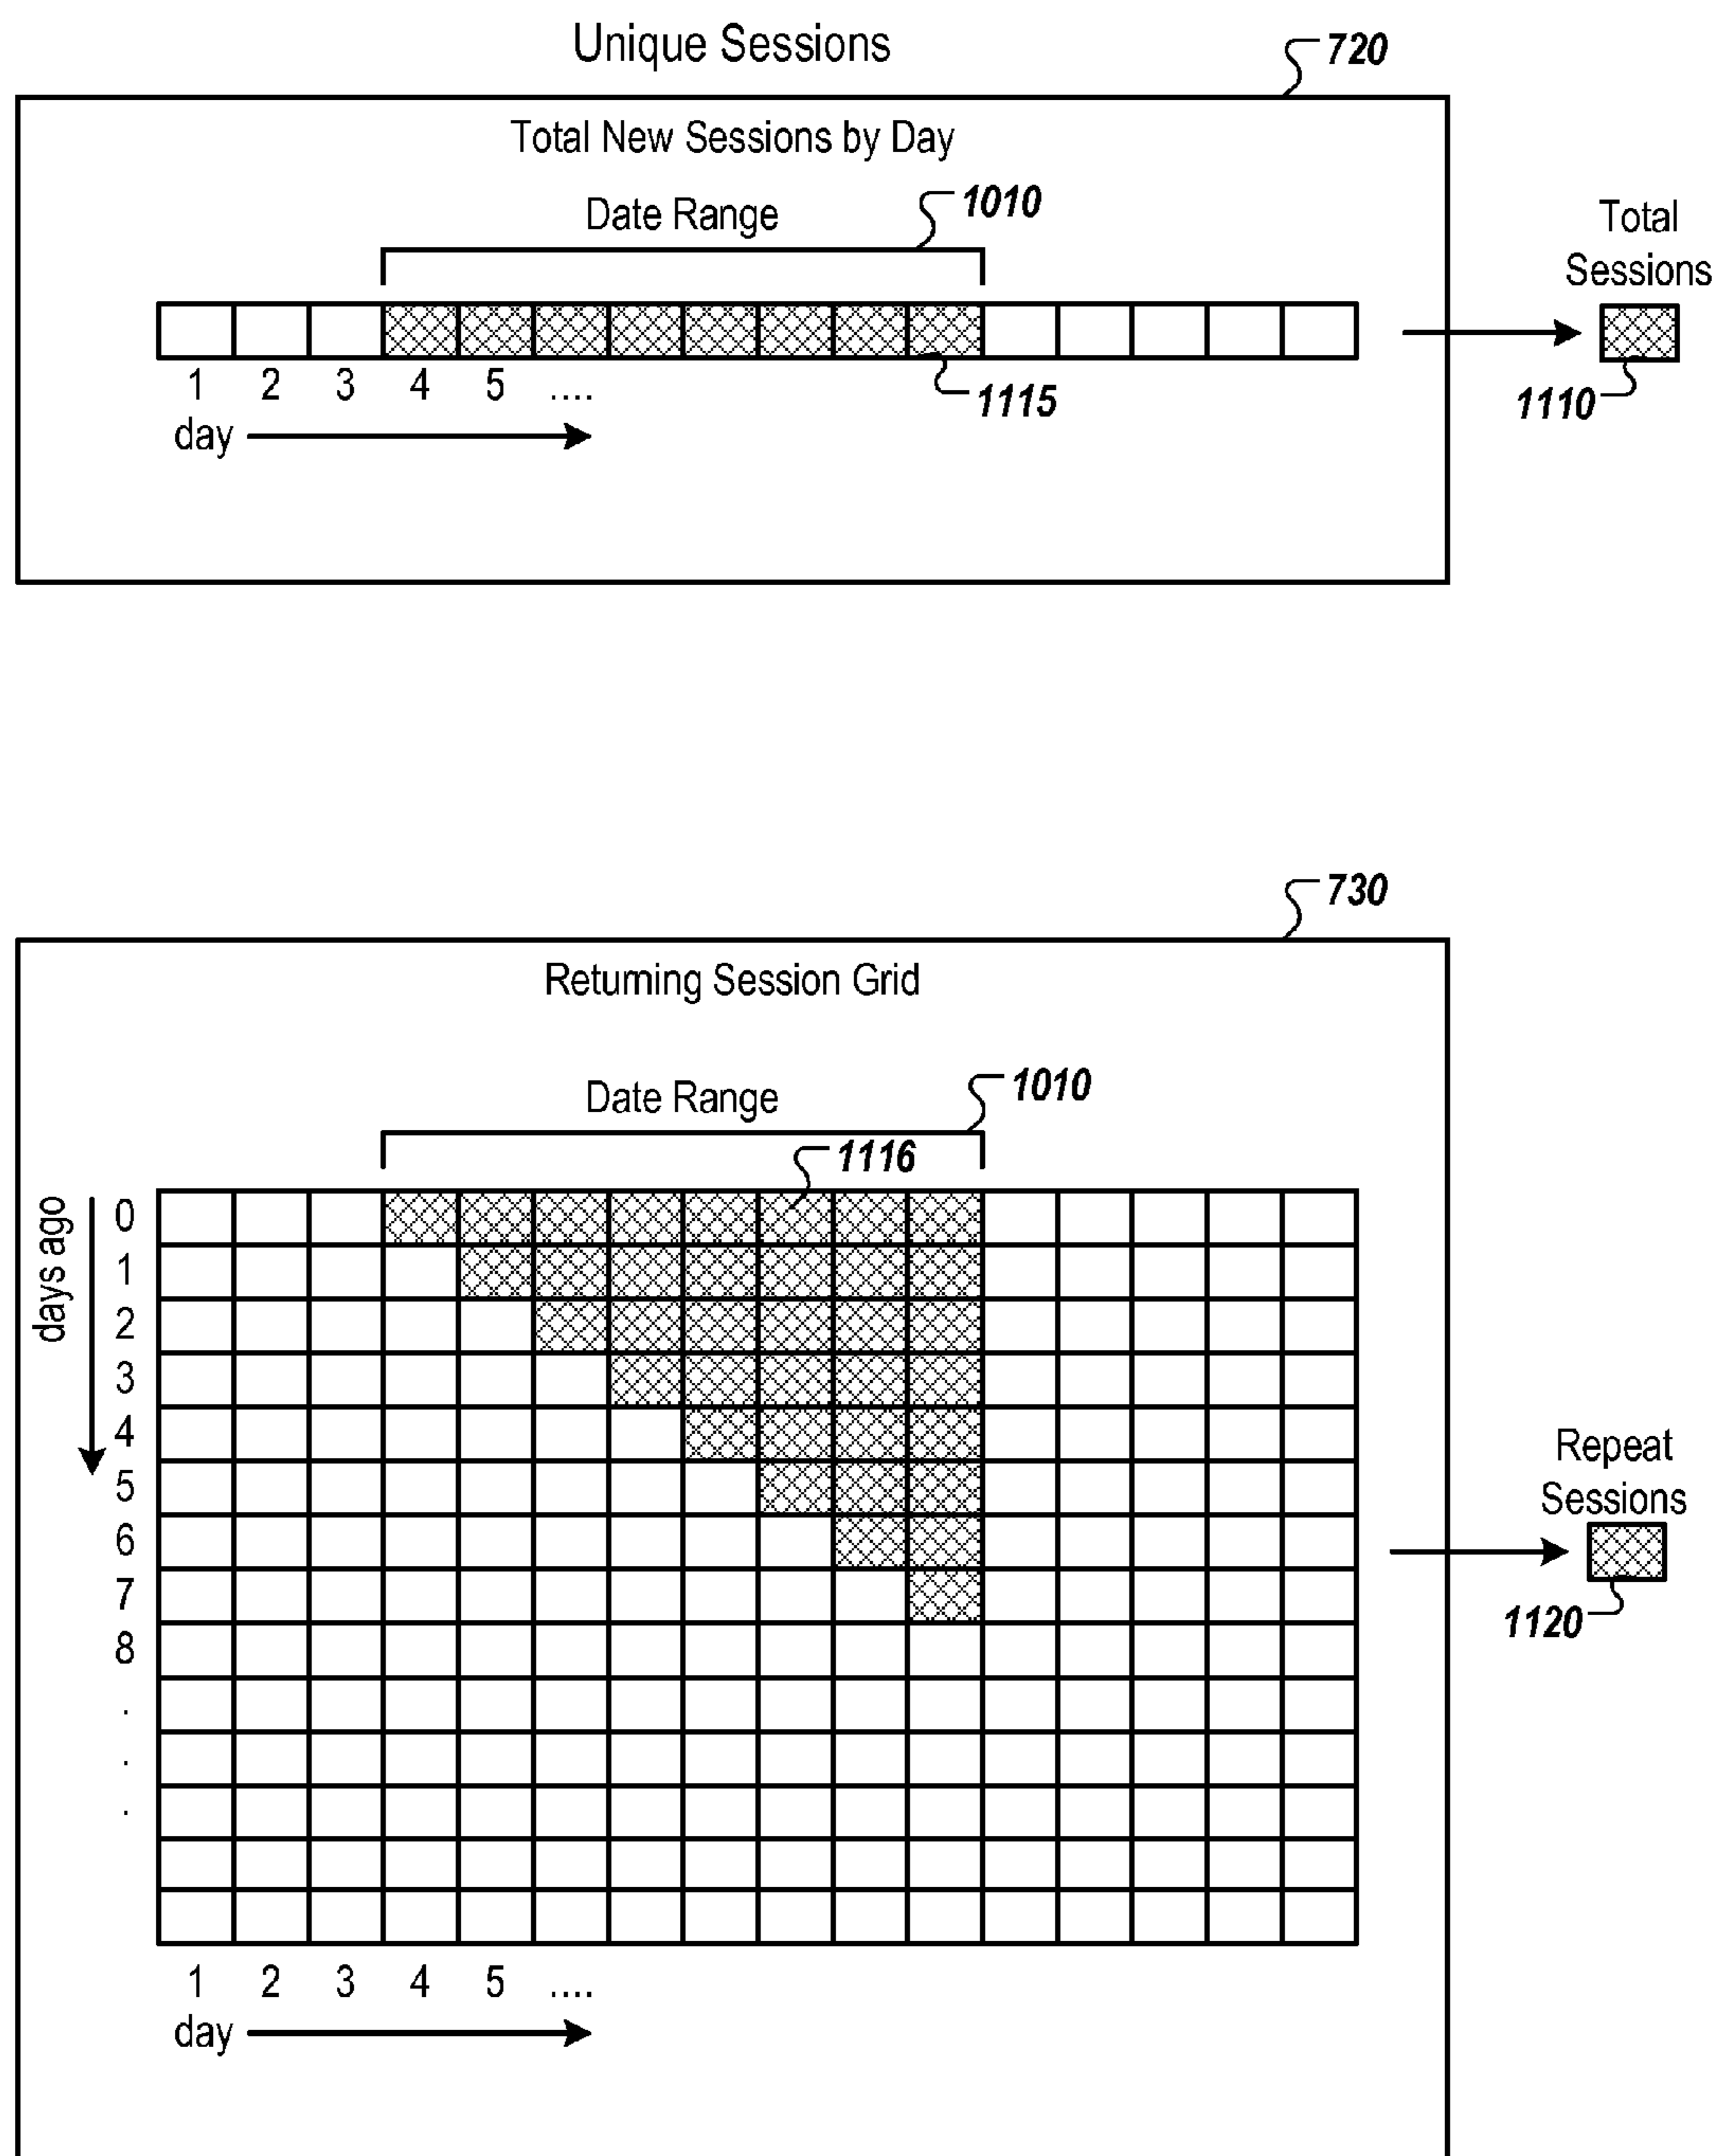 Unique Sessions
720
Total New Sessions by Day
Date Range
1010
Total
Sessions
1 2 3 4 5 ....
1115
1110
day
730
Returning Session Grid
Date Range
1010
1116
days ago
0
1
2
3
4
5
6
7
8
.
.
.
Repeat
Sessions
1120
1 2 3 4 5 ....
day